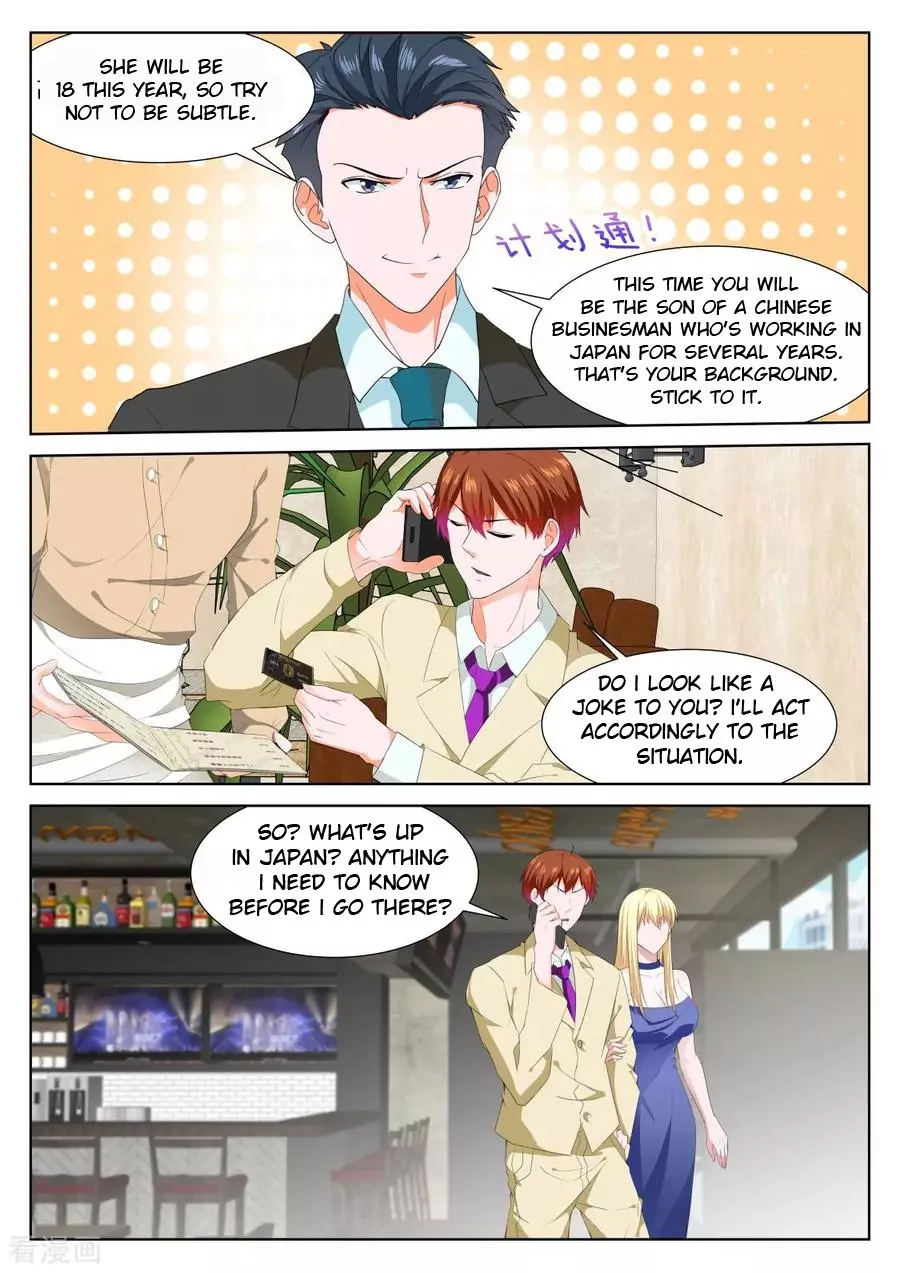 SHE WILL BE
18 THIS YEAR, SO TRY
NOT TO BE SUBTLE.
计划通!
THIS TIME YOU WILL
BE THE SON OF A CHINESE
BUSINESMAN WHO'S WORKING IN
JAPAN FOR SEVERAL YEARS.
THAT'S YOUR BACKGROUND.
STICK TO IT.
DO I LOOK LIKE A
JOKE TO YOU? I'LL ACT
ACCORDINGLY TO THE
SITUATION.
SO? WHAT'S UP
IN JAPAN? ANYTHING
I NEED TO KNOW
BEFORE I GO THERE?
看漫画